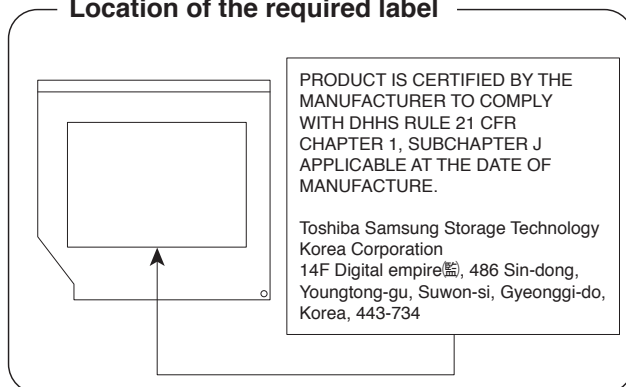 Location of the required label
PRODUCT IS CERTIFIED BY THE
MANUFACTURER TO COMPLY
WITH DHHS RULE 21 CFR
CHAPTER 1, SUBCHAPTER J
APPLICABLE AT THE DATE OF
MANUFACTURE.
Toshiba Samsung Storage Technology
Korea Corporation
14F Digital empire, 486 Sin-dong,
Youngtong-gu, Suwon-si, Gyeonggi-do,
Korea, 443-734